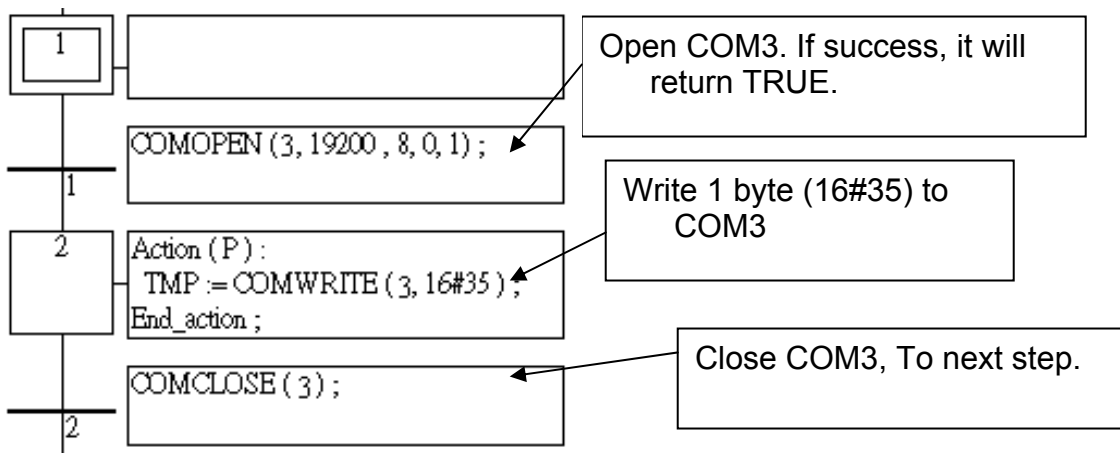 1
Open COM3. If success, it will
return TRUE.
COMOPEN ( 3, 19200 , 8, 0, 1) ;
1
Write 1 byte (16#35) to
COM3
2
Action ( P ) :
TMP := COMWRITE ( 3, 16#35 ) ;
End_action ;
Close COM3, To next step.
COMCLOSE ( 3 ) ;
2